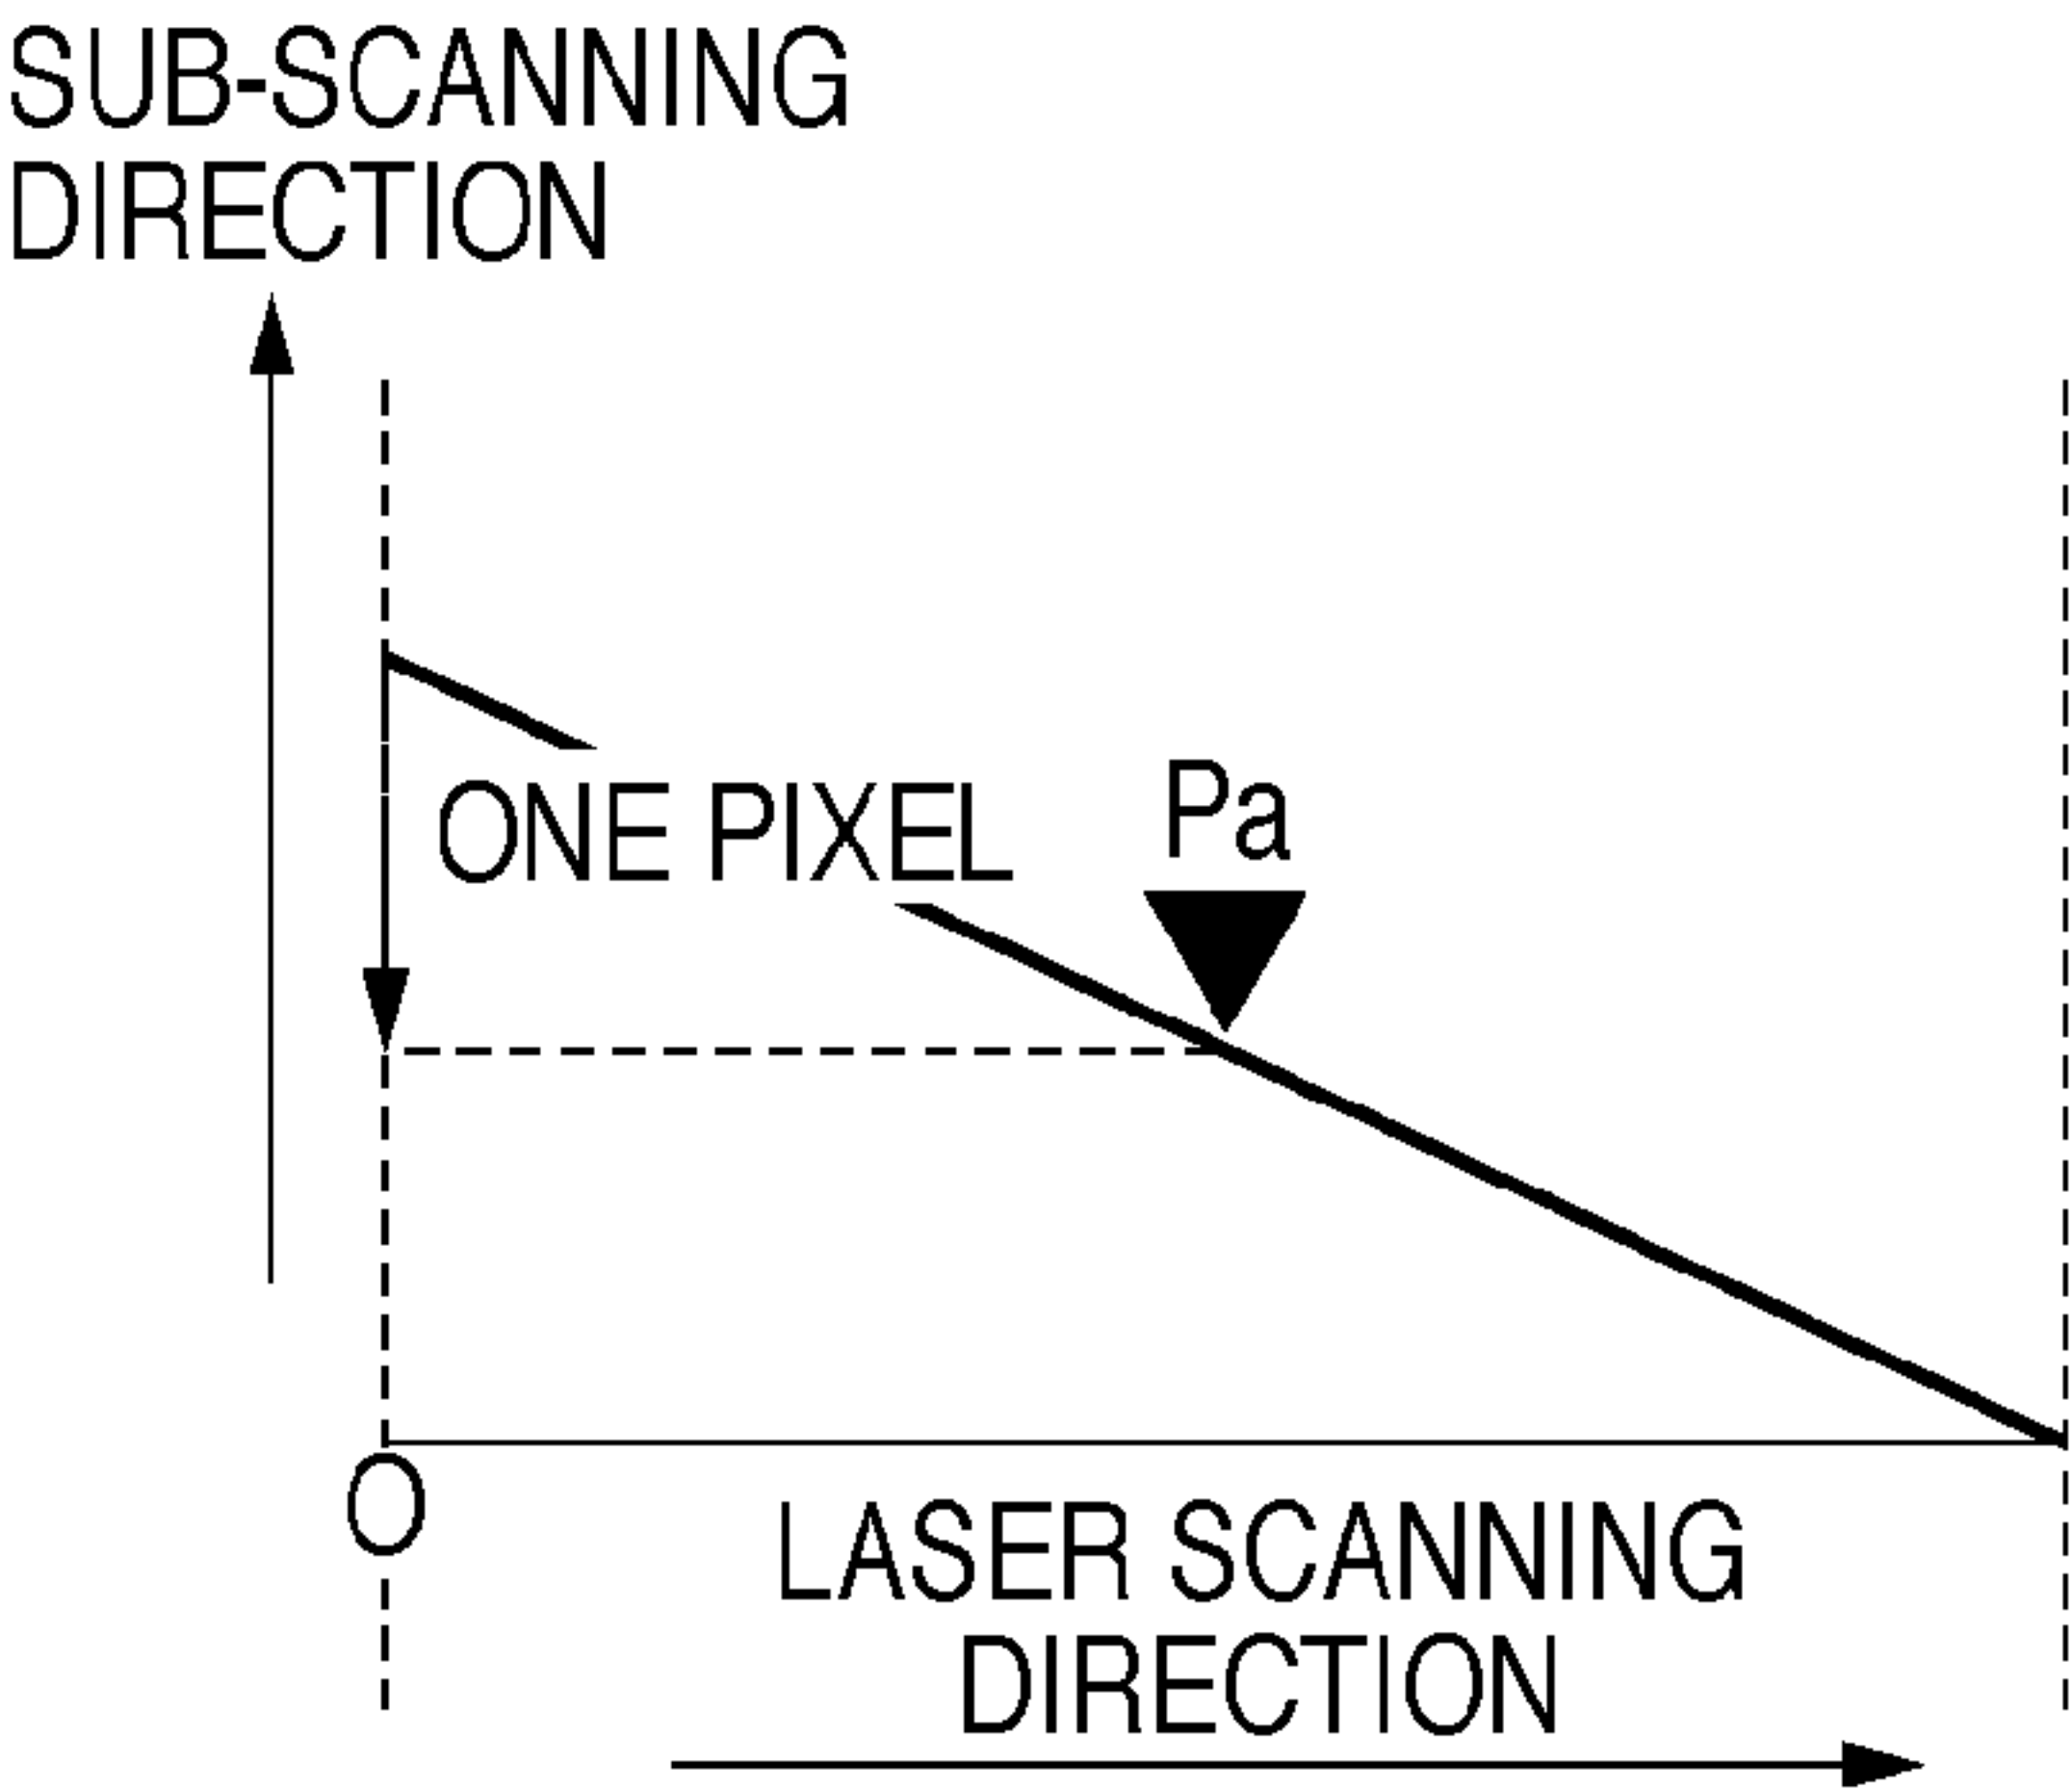 SUB-SCANNING
DIRECTION
ONE PIXEL
Pa
O
LASER SCANNING
DIRECTION